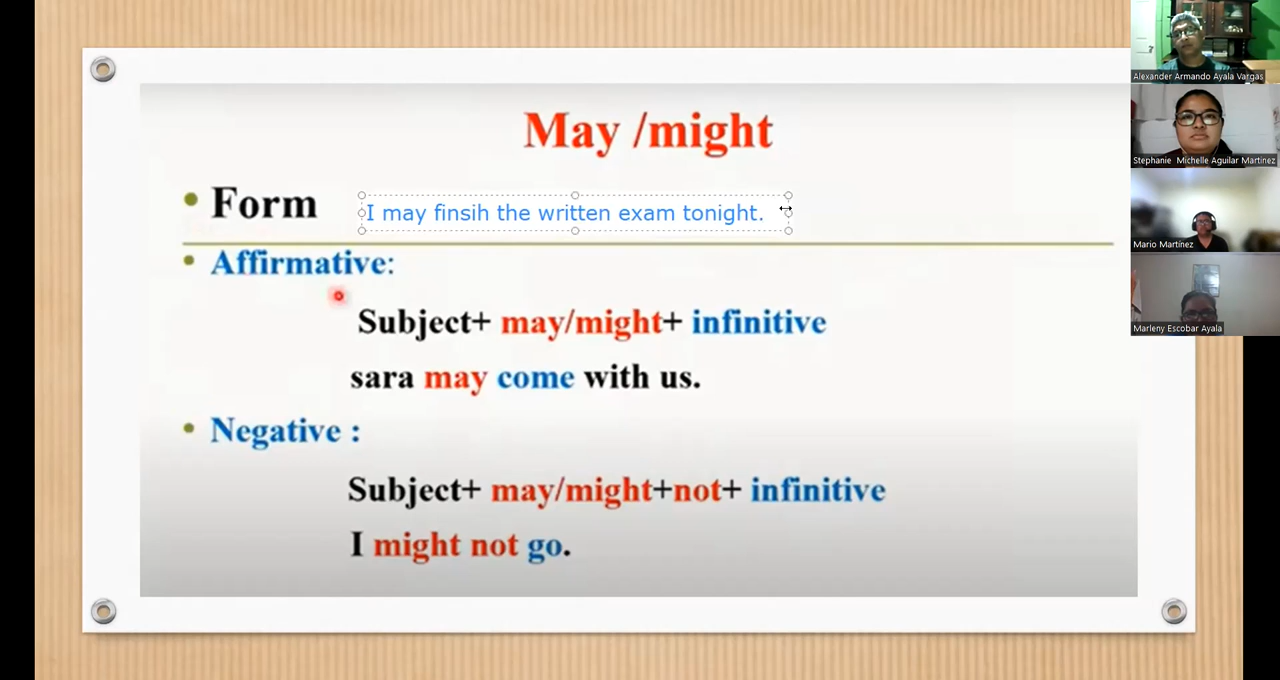 May /might
Form
I may finsih the written exam tonight.
Affirmative:
Subject+ may/might+ infinitive
sara may come with us.
Negative :
Subject+ may/might+not+ infinitive
I might not go.
Alexander Armando Ayala Vargas
Stephanie Michelle Aguilar Martinez
Mario Martínez
Marleny Escobar Ayala